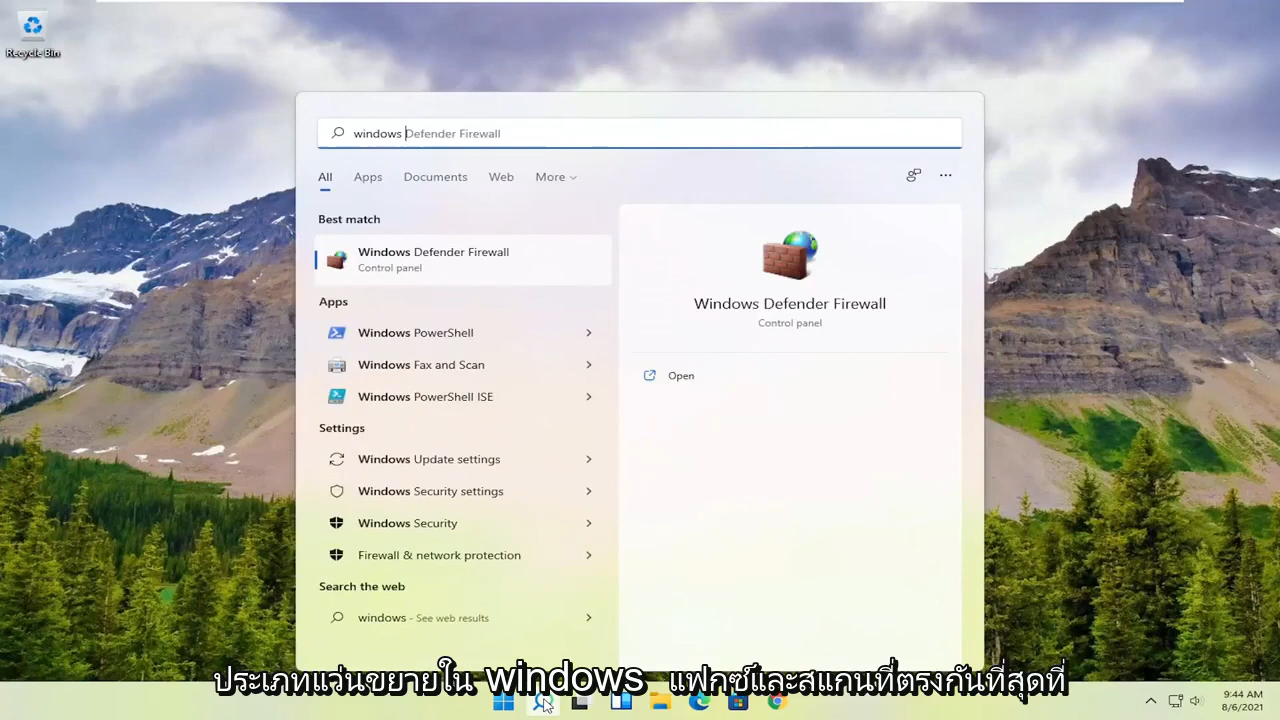 Recycle Bin
windows Defender Firewall
All Apps Documents Web More
Best match
Windows Defender Firewall
Control panel
Apps
Windows PowerShell
Windows Fax and Scan
Windows PowerShell ISE
Settings
Windows Update settings
Windows Security settings
Windows Security
Firewall & network protection
Search the web
windows - See web results
Windows Defender Firewall
Control panel
Open
ประเภทแว่นขยายใน windows แฟกซ์และสแกนที่ตรงกันที่สุดที่
9:44 AM
8/6/2021